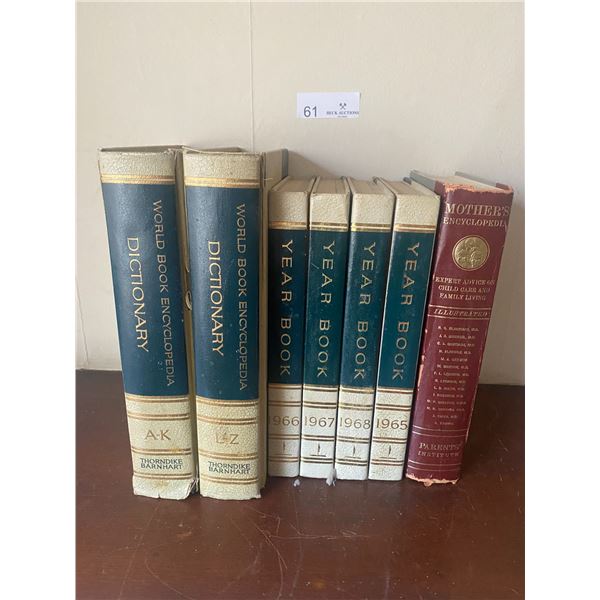 61
BECK AUCTIONS
WORLD BOOK ENCYCLOPEDIA
DICTIONARY
A-K
THORNDIKE
BARNHART
WORLD BOOK ENCYCLOPEDIA
DICTIONARY
L-Z
THORNDIKE
BARNHART
YEAR BOOK
1966
YEAR BOOK
1967
YEAR BOOK
1968
YEAR BOOK
1965
MOTHER'S
ENCYCLOPEDIA
EXPERT ADVICE ON
CHILD CARE AND
FAMILY LIVING
ILLUSTRATED
PARENTS'
INSTITUTE